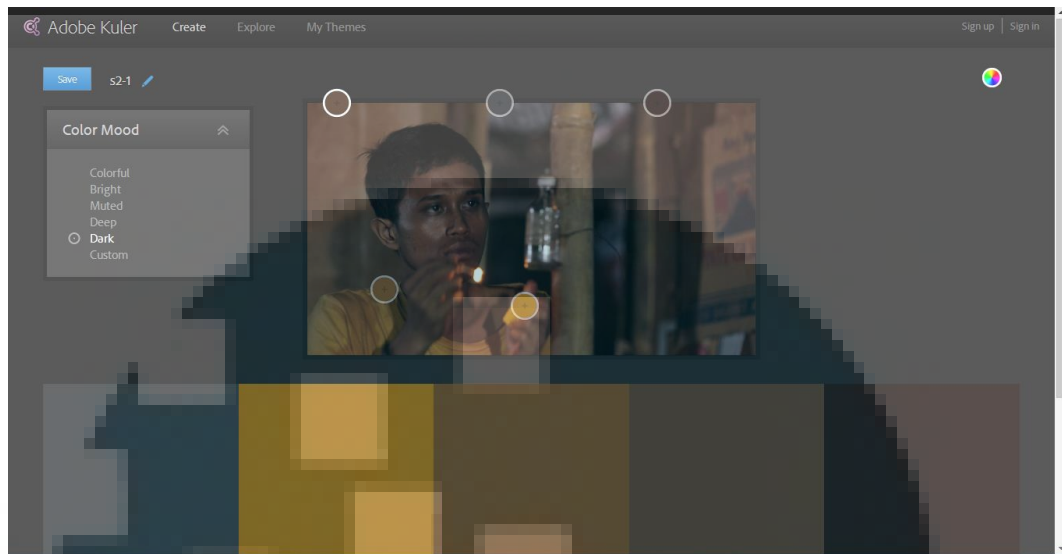 Adobe Kuler Create Explore My Themes Sign up Sign in
Save s2-1
Color Mood
Colorful
Bright
Muted
Deep
Dark
Custom